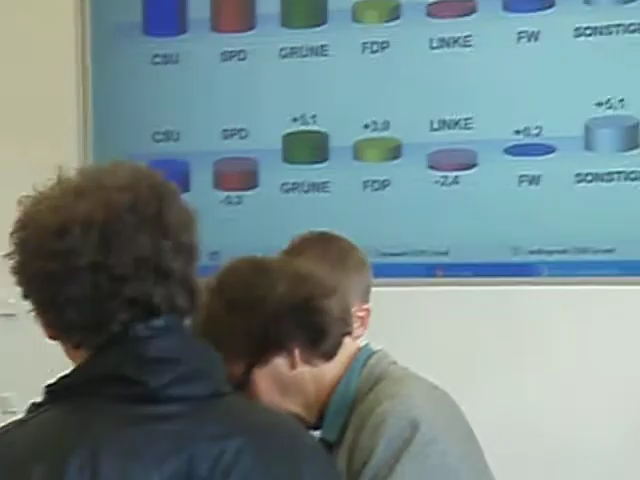 CSU SPD GRÜNE FDP LINKE FW SONSTIGE
+5,1
+5,1 +3,0 +0,2
CSU SPD LINKE
GRÜNE FDP -2,4 FW SONSTIGE